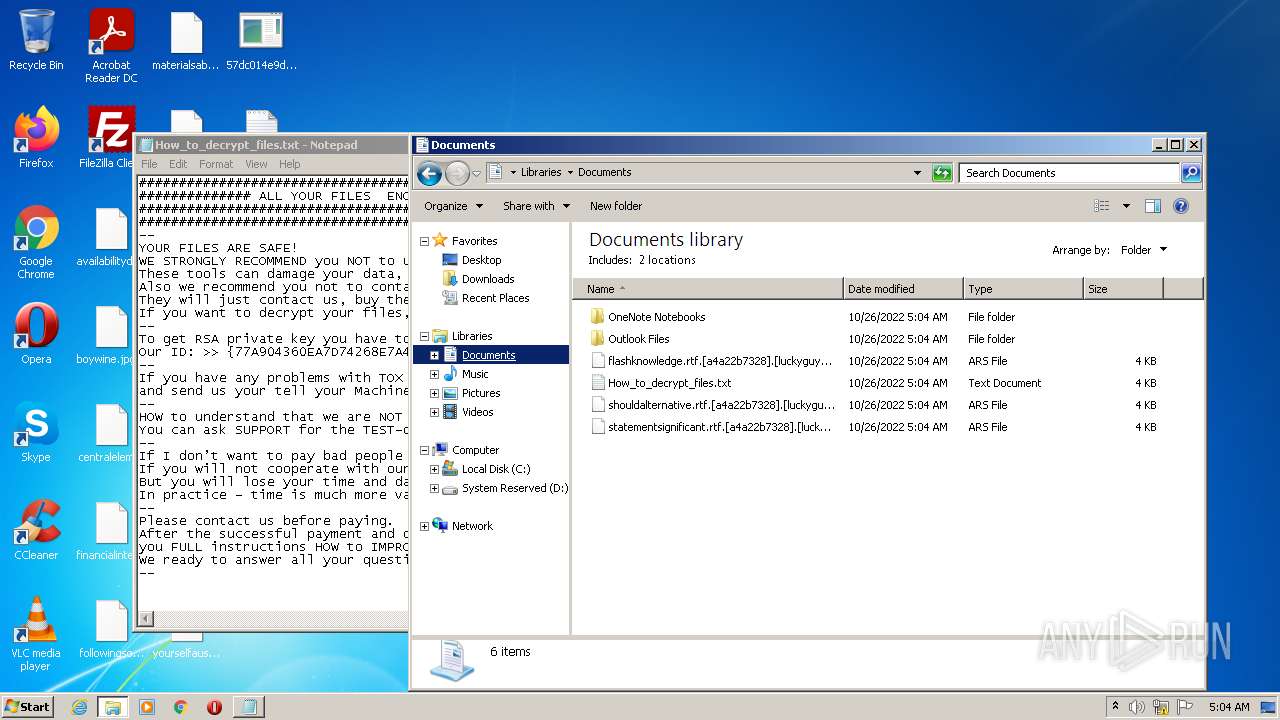 Recycle Bin
Acrobat
Reader DC
materialsab...
57dc014e9d...
Firefox
FileZilla Clie
Google
Chrome
availabilityd
Opera
boywine.jpg
Skype
centralelem
CCleaner
financialinte
VLC media
player
followingso...
yourselfaus...
How_to_decrypt_files.txt - Notepad
File Edit Format View Help
############# ALL YOUR FILES ENC
--
YOUR FILES ARE SAFE!
WE STRONGLY RECOMMEND you NOT to u
These tools can damage your data,
Also we recommend you not to conta
They will just contact us, buy the
If you want to decrypt your files,
--
To get RSA private key you have to
Our ID: >> {77A904360EA7D74268E7A4
--
If you have any problems with TOX
and send us your tell your Machine
--
HOW to understand that we are NOT
You can ask SUPPORT for the TEST-d
--
If I don't want to pay bad people
If you will not cooperate with our
But you will lose your time and da
In practice - time is much more va
--
Please contact us before paying.
After the successful payment and d
you FULL instructions HOW to IMPRO
We ready to answer all your questi
--
Documents
Libraries Documents
Search Documents
Organize Share with New folder
Favorites
Desktop
Downloads
Recent Places
Libraries
Documents
Music
Pictures
Videos
Computer
Local Disk (C:)
System Reserved (D:)
Network
Documents library
Includes: 2 locations
Arrange by: Folder
Name Date modified Type Size
OneNote Notebooks 10/26/2022 5:04 AM File folder
Outlook Files 10/26/2022 5:04 AM File folder
flashknowledge.rtf.[a4a22b7328].[luckyguy... 10/26/2022 5:04 AM ARS File 4 KB
How_to_decrypt_files.txt 10/26/2022 5:04 AM Text Document 2 KB
shouldalternative.rtf.[a4a22b7328].[luckygu... 10/26/2022 5:04 AM ARS File 4 KB
statementsignificant.rtf.[a4a22b7328].[luck... 10/26/2022 5:04 AM ARS File 4 KB
6 items
ANY RUN
Start
5:04 AM